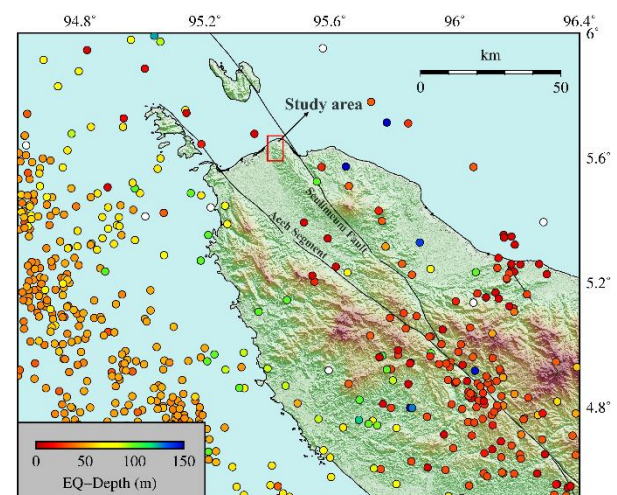 94.8° 95.2° 95.6° 96° 96.4°
6°
km
0 50
Study area
5.6°
Seulimeum Fault
Aceh Segment
5.2°
4.8°
0 50 100 150
EQ-Depth (m)